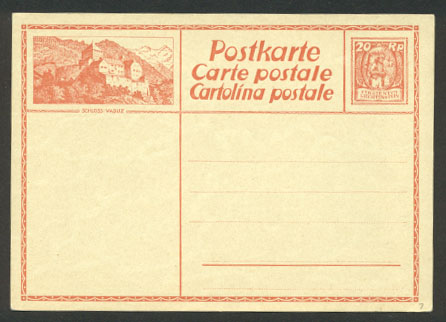 Postkarte
Carte postale
Cartolina postale
20 Rp
SCHLOSS VADUZ